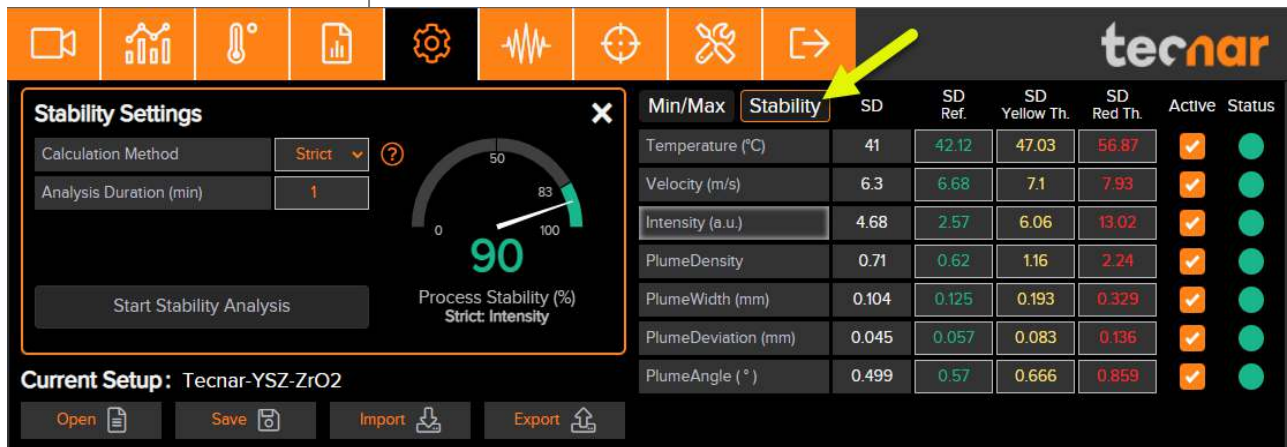 tecnar
Stability Settings
Calculation Method Strict ?
Analysis Duration (min) 1
50
83
0 100
90
Start Stability Analysis
Process Stability (%)
Strict: Intensity
Current Setup: Tecnar-YSZ-ZrO2
Open Save Import Export
Min/Max Stability SD SD Ref. SD Yellow Th. SD Red Th. Active Status
Temperature (°C) 41 42.12 47.03 56.87
Velocity (m/s) 6.3 6.68 7.1 7.93
Intensity (a.u.) 4.68 2.57 6.06 13.02
PlumeDensity 0.71 0.62 1.16 2.24
PlumeWidth (mm) 0.104 0.125 0.193 0.329
PlumeDeviation (mm) 0.045 0.057 0.083 0.136
PlumeAngle (°) 0.499 0.57 0.666 0.859